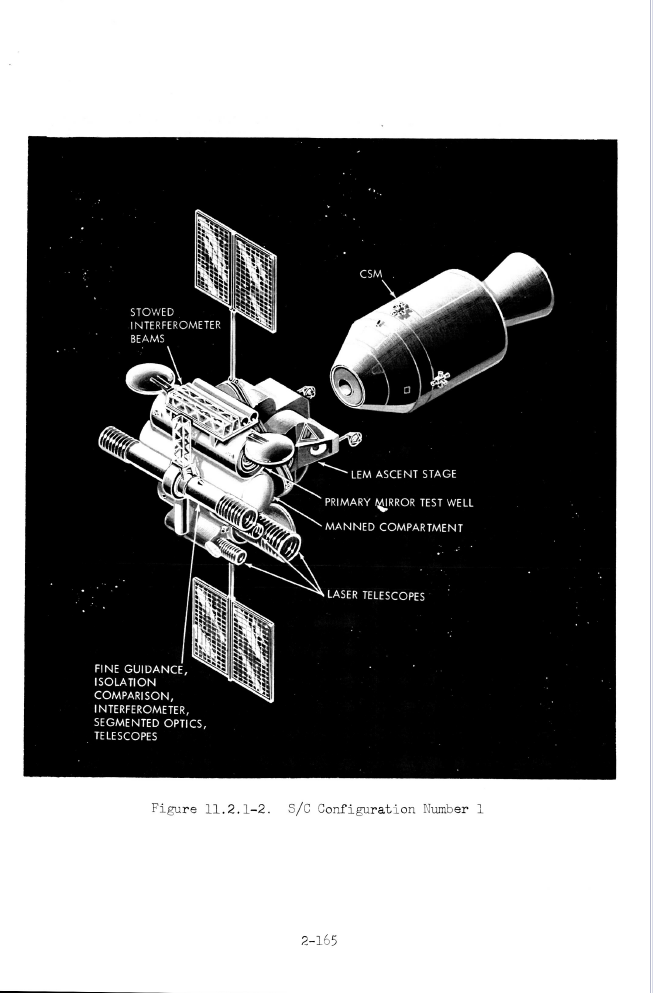 CSM
STOWED
INTERFEROMETER
BEAMS
LEM ASCENT STAGE
PRIMARY MIRROR TEST WELL
MANNED COMPARTMENT
LASER TELESCOPES
FINE GUIDANCE,
ISOLATION
COMPARISON,
INTERFEROMETER,
SEGMENTED OPTICS,
TELESCOPES
Figure 11.2.1-2. S/C Configuration Number 1
2-165